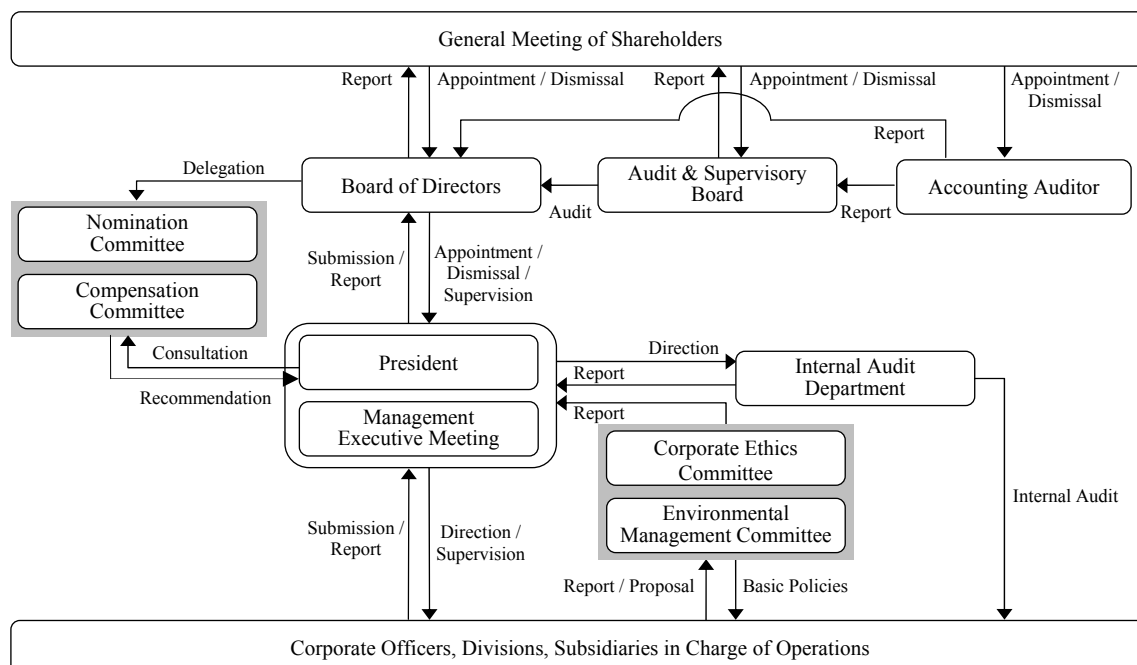 General Meeting of Shareholders
Report
Appointment / Dismissal
Report
Appointment / Dismissal
Appointment /
Dismissal
Report
Delegation
Board of Directors
Audit & Supervisory
Board
Accounting Auditor
Audit
Report
Nomination
Committee
Compensation
Committee
Submission /
Report
Appointment /
Dismissal /
Supervision
Consultation
Recommendation
President
Management
Executive Meeting
Direction
Report
Report
Internal Audit
Department
Corporate Ethics
Committee
Environmental
Management Committee
Internal Audit
Submission /
Report
Direction /
Supervision
Report / Proposal
Basic Policies
Corporate Officers, Divisions, Subsidiaries in Charge of Operations